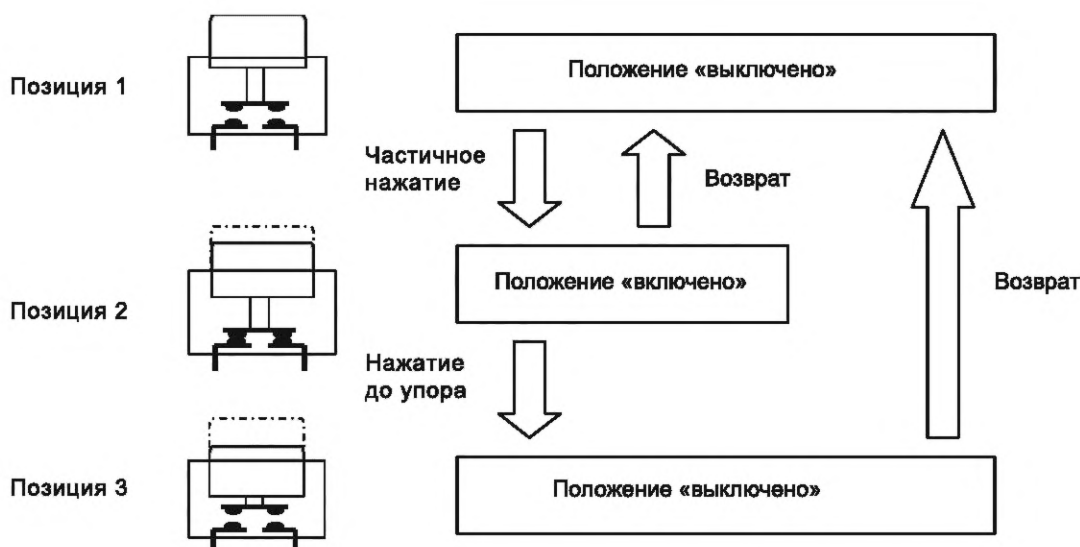 Позиция 1
Положение «выключено»
Частичное
нажатие
Возврат
Позиция 2
Положение «включено»
Возврат
Нажатие
до упора
Позиция 3
Положение «выключено»